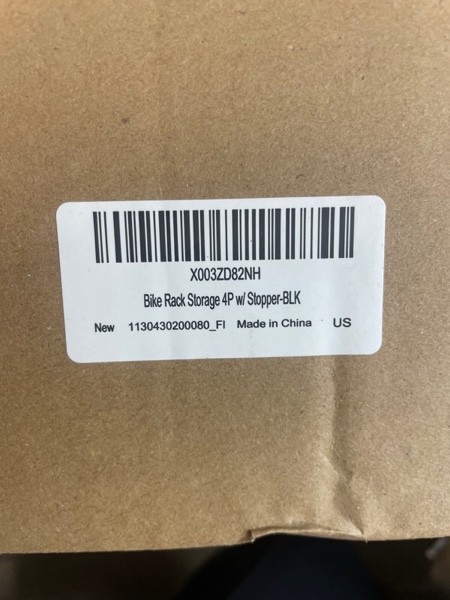 X003ZD82NH
Bike Rack Storage 4P w/ Stopper-BLK
New 1130430200080_FI Made in China US